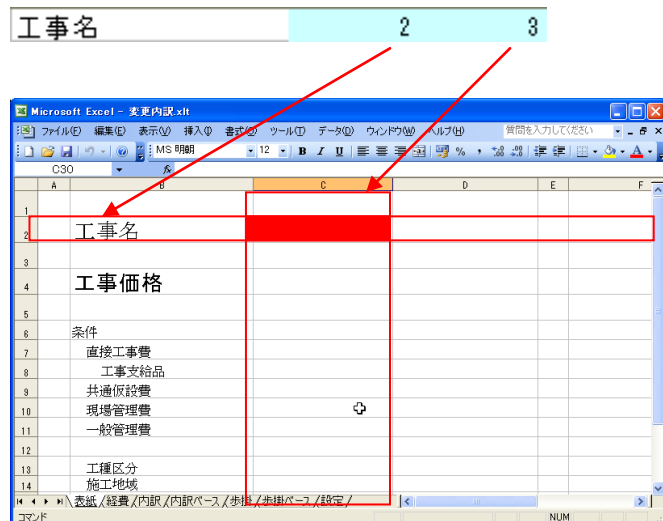 工事名 2 3
Microsoft Excel - 変更内訳.xlt
ファイル(F) 編集(E) 表示(V) 挿入(I) 書式(O) ツール(T) データ(D) ウィンドウ(W) ヘルプ(H) 質問を入力してください
MS 明朝 12 B I U % ,
C30 fx
A B C D E F
1
2 工事名
3
4 工事価格
5
6 条件
7 直接工事費
8 工事支給品
9 共通仮設費
10 現場管理費
11 一般管理費
12
13 工種区分
14 施工地域
表紙 / 経費 / 内訳 / 内訳ベース / 歩掛 / 歩掛ベース / 設定 /
コマンド NUM